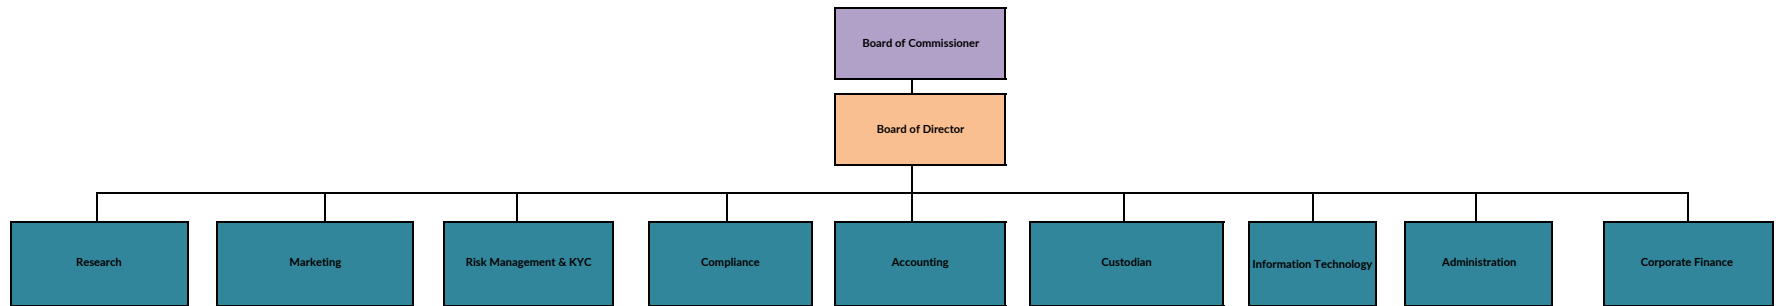 Board of Commissioner
Board of Director
Research
Marketing
Risk Management & KYC
Compliance
Accounting
Custodian
Information Technology
Administration
Corporate Finance